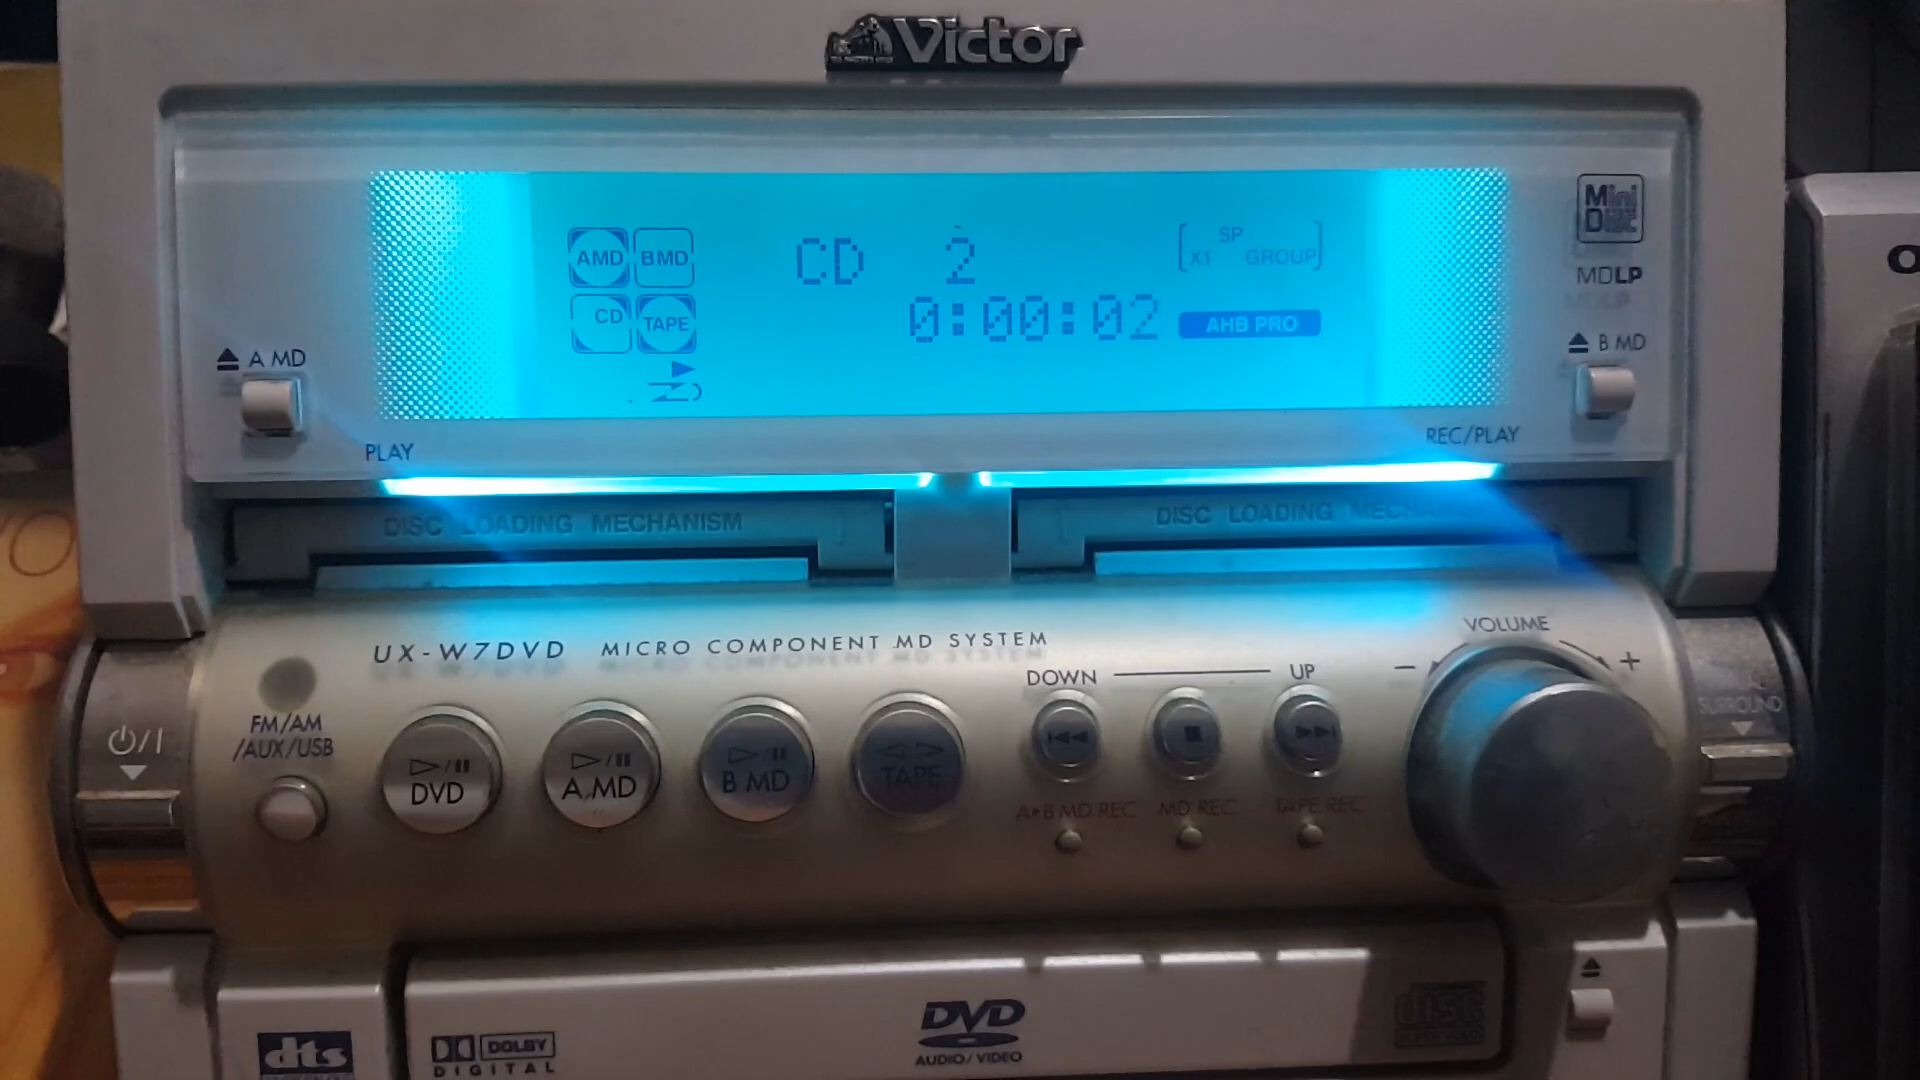 Victor
AMD BMD
CD 2
SP
X1 GROUP
CD TAPE
0:00:02
AHB PRO
Mini
Disc
MDLP
A MD
B MD
PLAY
REC/PLAY
DISC LOADING MECHANISM
DISC LOADING MECHANISM
UX-W7DVD MICRO COMPONENT MD SYSTEM
VOLUME
- +
DOWN UP
SURROUND
FM/AM
/AUX/USB
DVD
A MD
B MD
TAPE
A▸B MD REC
MD REC
TAPE REC
dts
DOLBY
DIGITAL
DVD
AUDIO/VIDEO
disc